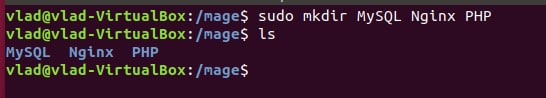 vlad@vlad-VirtualBox:/mage$ sudo mkdir MySQL Nginx PHP
vlad@vlad-VirtualBox:/mage$ ls
MySQL  Nginx  PHP
vlad@vlad-VirtualBox:/mage$